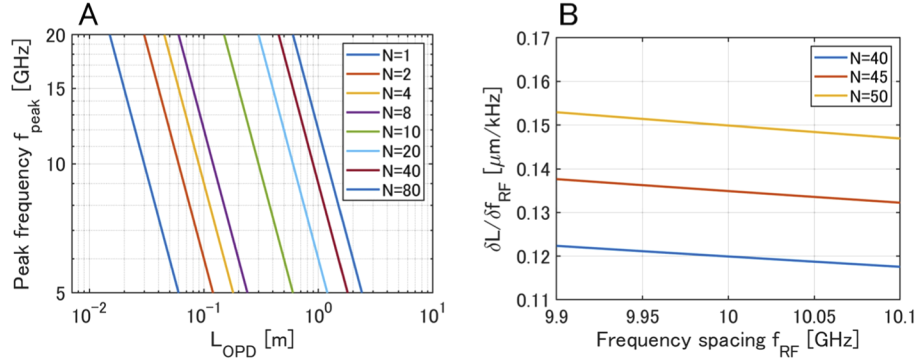 A
Peak frequency f_peak [GHz]
20
15
10
5
10^-2
10^-1
10^0
10^1
L_OPD [m]
N=1
N=2
N=4
N=8
N=10
N=20
N=40
N=80
B
δL/δf_RF [μm/kHz]
0.17
0.16
0.15
0.14
0.13
0.12
0.11
9.9
9.95
10
10.05
10.1
Frequency spacing f_RF [GHz]
N=40
N=45
N=50